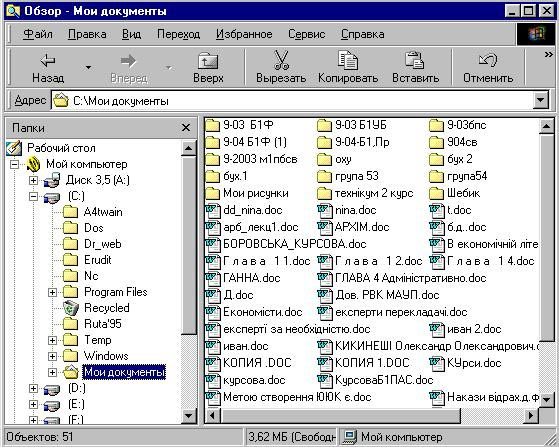 Обзор - Мои документы
Файл Правка Вид Переход Избранное Сервис Справка
Назад Вперед Вверх Вырезать Копировать Вставить Отменить
Адрес C:\Мои документы
Папки
Рабочий стол
Мой компьютер
Диск 3,5 (A:)
(C:)
A4twain
Dos
Dr_web
Erudit
Nc
Program Files
Recycled
Ruta'95
Temp
Windows
Мои документы
(D:)
(E:)
(F:)
9-03 Б1Ф 9-03 Б1УБ 9-03бпс
9-04 Б1Ф (1) 9-04-Б1,Пр 904св
9-2003 м1пбсв оху бух 2
бух.1 група 53 група54
Мои рисунки технікум 2 курс Шебик
dd_nina.doc nina.doc t.doc
арб_лекц1.doc АРХІМ.doc б.д..doc
БОРОВСЬКА_КУРСОВА.doc В економічній літе
Г л а в а 1 1.doc Г л а в а 1 2.doc Г л а в а 1 4.doc
ГАННА.doc ГЛАВА 4 Адміністративно.doc
Д.doc Дов. РВК МАУП.doc
Економісти.doc експерти перекладачі.doc
експерті за необхідністю.doc иван 2.doc
иван.doc КИКИНЕШІ Олександр Олександрович.d
КОПИЯ .DOC КОПИЯ 1.DOC КУрси.doc
курсова.doc КурсоваБ1ПАС.doc
Метою створення ЮЮК є.doc Накази відрах.д.ф
Объектов: 51 3,62 МБ (Свободн Мой компьютер